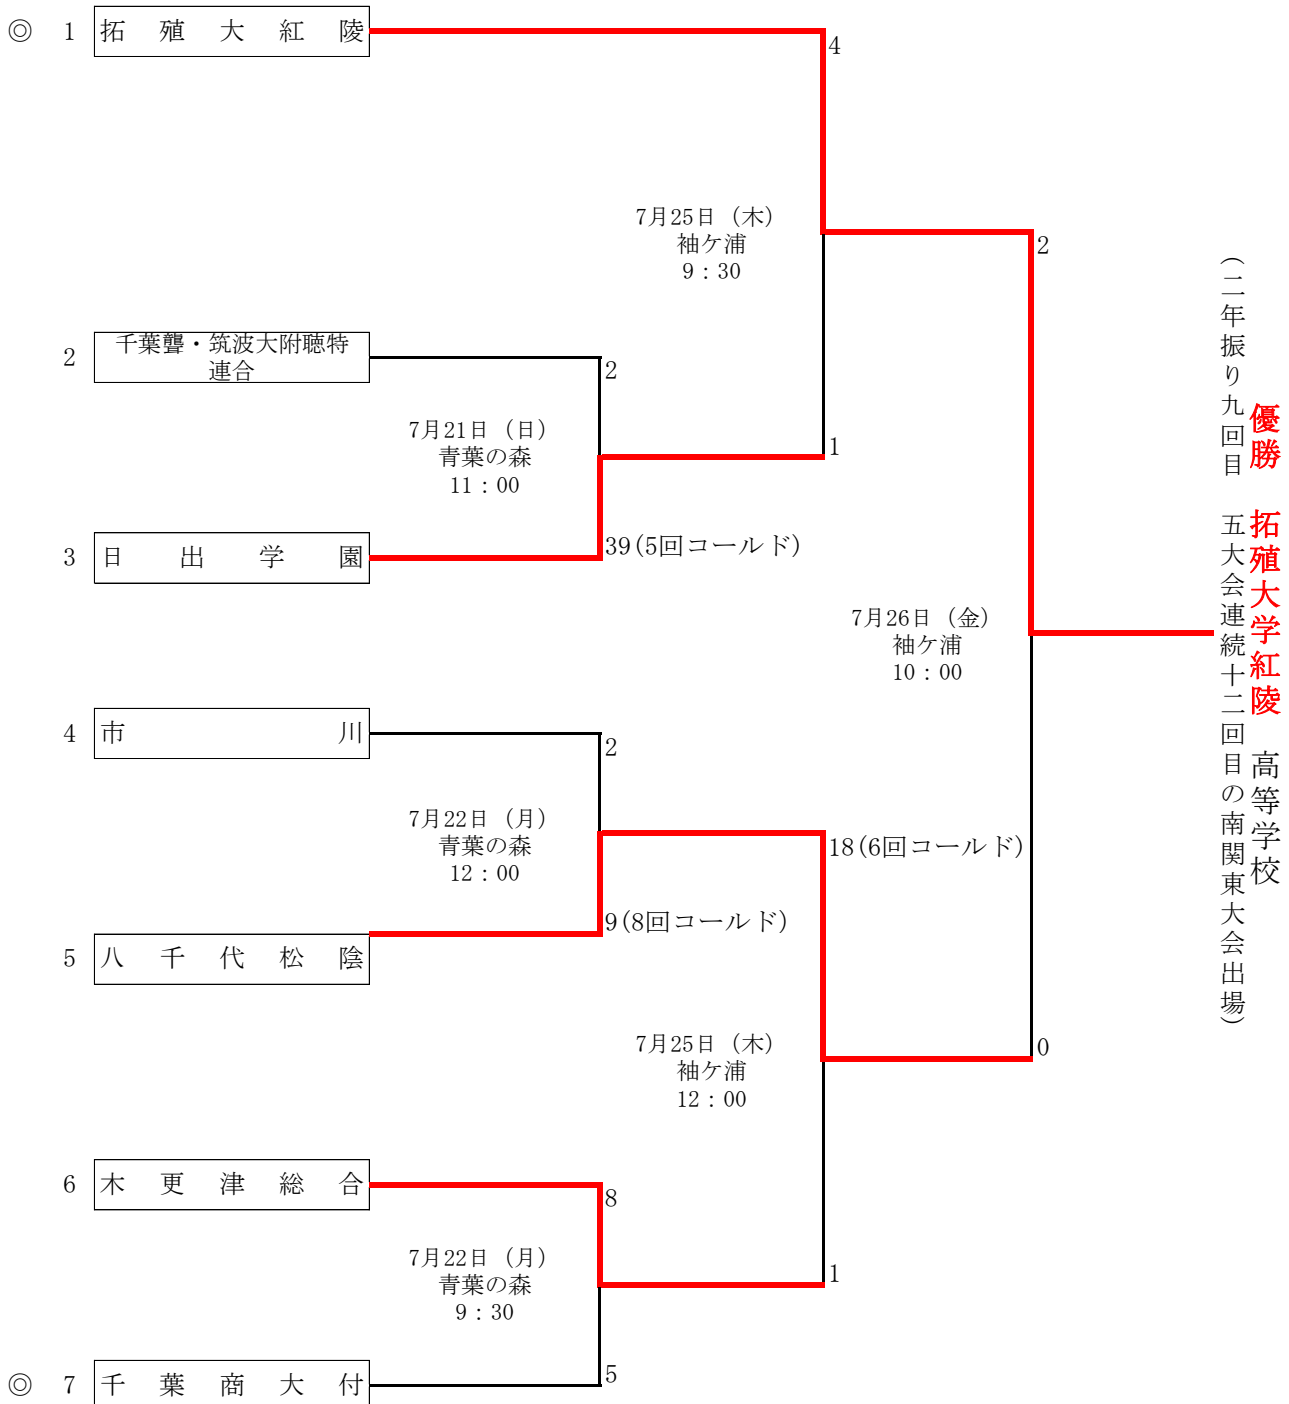 ◎ 1 拓殖大紅陵
4
7月25日（木）
袖ケ浦
9：30
2
2 千葉聾・筑波大附聴特
連合
2
7月21日（日）
青葉の森
11：00
1
3 日出学園
39(5回コールド)
7月26日（金）
袖ケ浦
10：00
4 市川
2
7月22日（月）
青葉の森
12：00
18(6回コールド)
9(8回コールド)
5 八千代松陰
7月25日（木）
袖ケ浦
12：00
0
6 木更津総合
8
7月22日（月）
青葉の森
9：30
1
◎ 7 千葉商大付
5
優勝　拓殖大学紅陵　高等学校
（二年振り九回目　五大会連続十二回目の南関東大会出場）